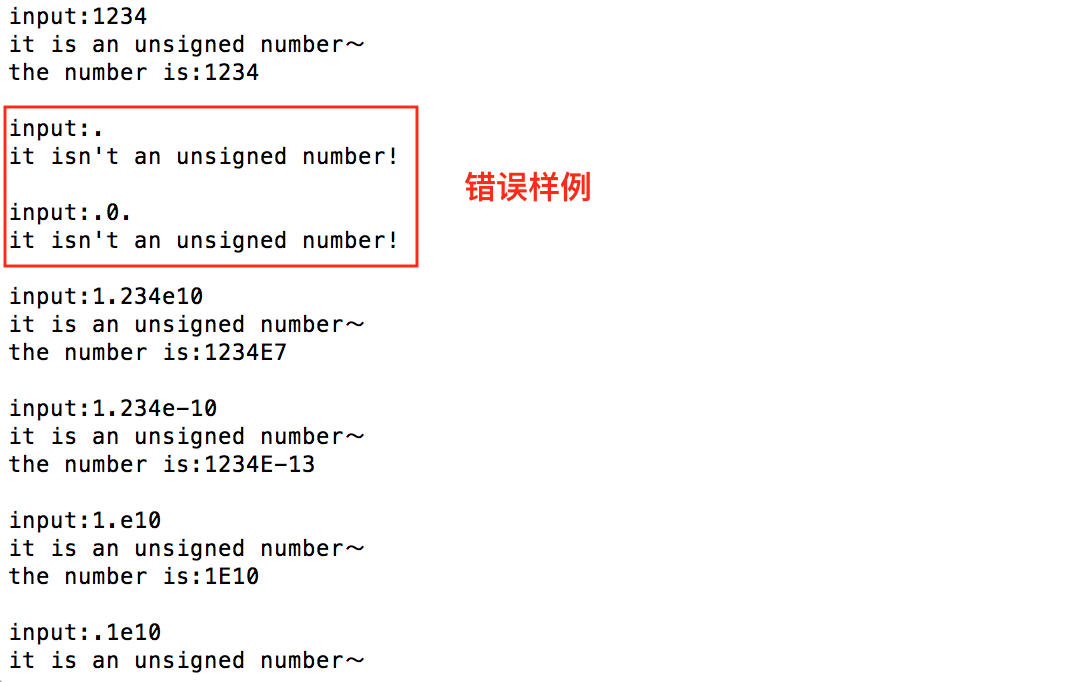 input:1234
it is an unsigned number～
the number is:1234
input:.
it isn't an unsigned number!
错误样例
input:.0.
it isn't an unsigned number!
input:1.234e10
it is an unsigned number～
the number is:1234E7
input:1.234e-10
it is an unsigned number～
the number is:1234E-13
input:1.e10
it is an unsigned number～
the number is:1E10
input:.1e10
it is an unsigned number～